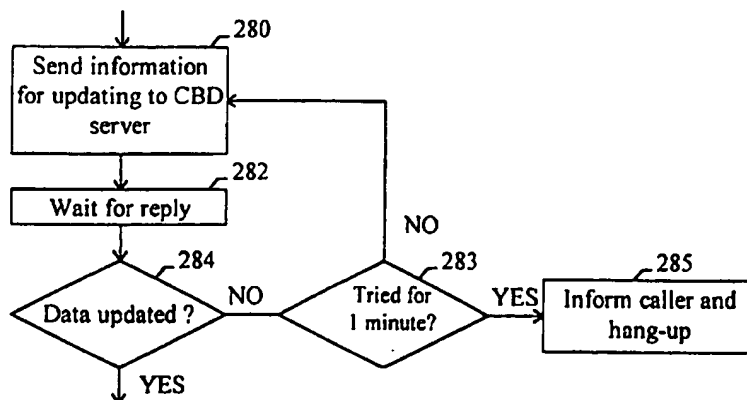 280
Send information
for updating to CBD
server
282
Wait for reply
NO
284
283
285
Data updated ?
NO
Tried for
1 minute?
YES
Inform caller and
hang-up
YES